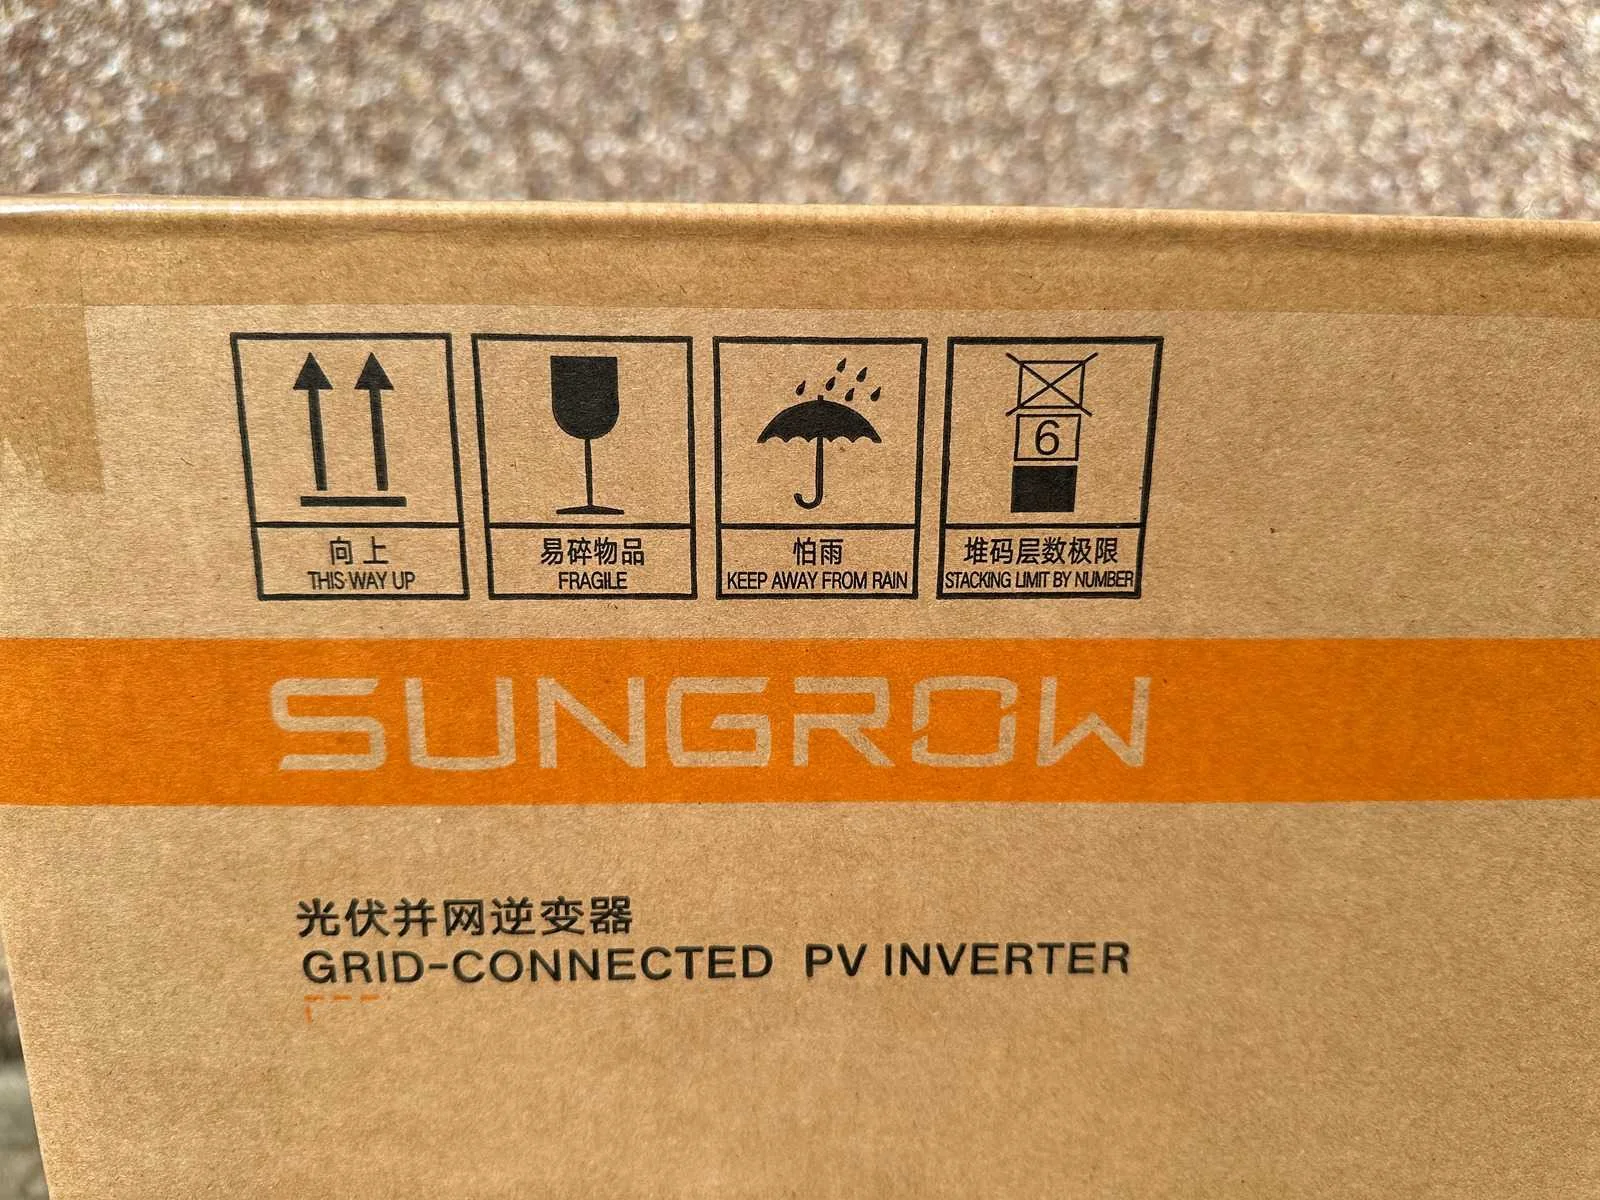 6
向上
THIS WAY UP
易碎物品
FRAGILE
怕雨
KEEP AWAY FROM RAIN
堆码层数极限
STACKING LIMIT BY NUMBER
SUNGROW
光伏并网逆变器
GRID-CONNECTED PV INVERTER